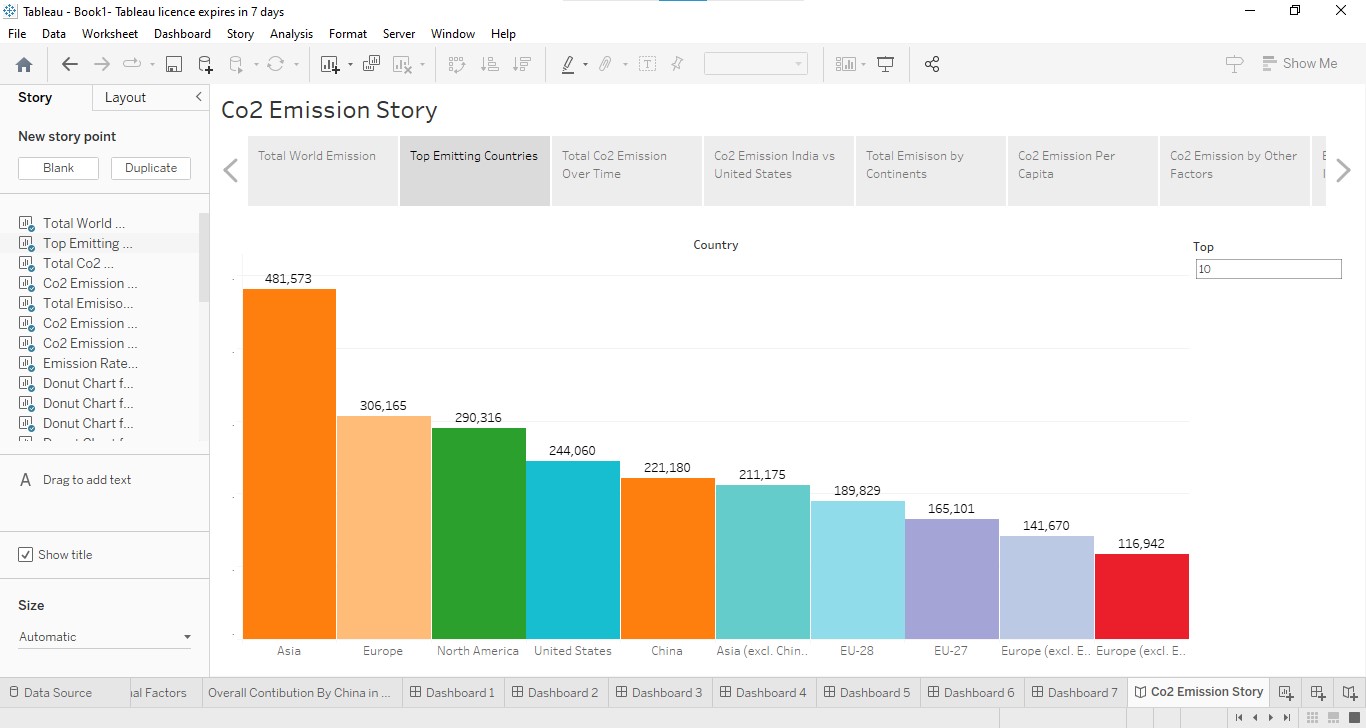 Tableau - Book1- Tableau licence expires in 7 days
File Data Worksheet Dashboard Story Analysis Format Server Window Help
Show Me
Story Layout
New story point
Blank Duplicate
Total World ...
Top Emitting ...
Total Co2 ...
Co2 Emission ...
Total Emisiso...
Co2 Emission ...
Co2 Emission ...
Emission Rate...
Donut Chart f...
Donut Chart f...
Donut Chart f...
A Drag to add text
Show title
Size
Automatic
Co2 Emission Story
Total World Emission
Top Emitting Countries
Total Co2 Emission
Over Time
Co2 Emission India vs
United States
Total Emisison by
Continents
Co2 Emission Per
Capita
Co2 Emission by Other
Factors
Country
Top
10
481,573
306,165
290,316
244,060
221,180
211,175
189,829
165,101
141,670
116,942
Asia Europe North America United States China Asia (excl. Chin.. EU-28 EU-27 Europe (excl. E.. Europe (excl. E..
Data Source al Factors Overall Contibution By China in ... Dashboard 1 Dashboard 2 Dashboard 3 Dashboard 4 Dashboard 5 Dashboard 6 Dashboard 7 Co2 Emission Story